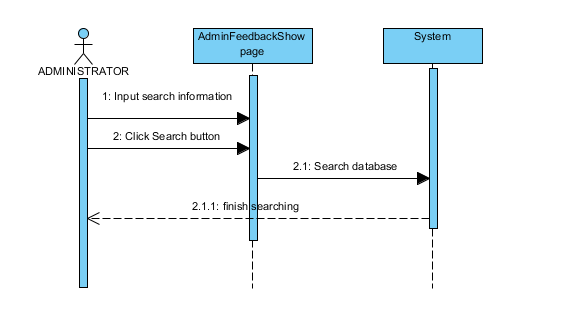 AdminFeedbackShow
page
System
ADMINISTRATOR
1: Input search information
2: Click Search button
2.1: Search database
2.1.1: finish searching